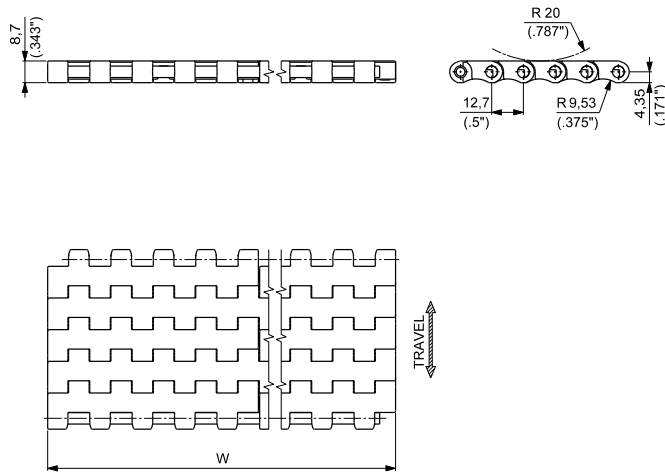 8,7
(.343")
R 20
(.787")
12,7
(.5")
R 9,53
(.375")
4,35
(.171")
TRAVEL
W